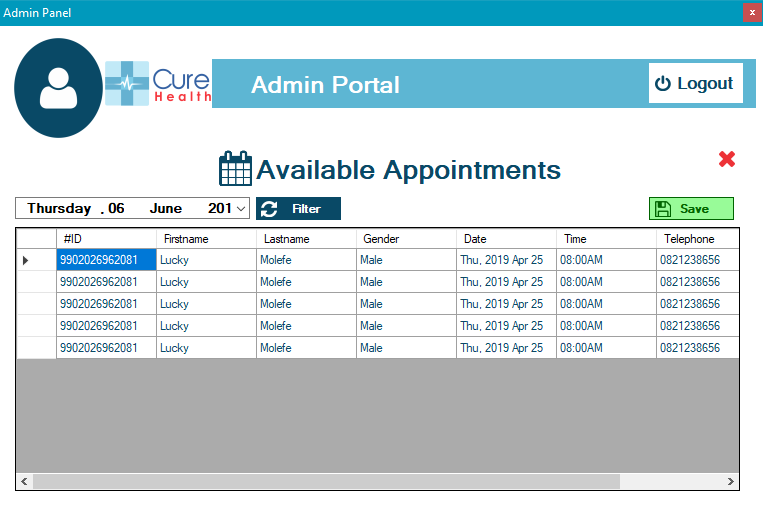 Admin Panel
x
Cure
Health
Admin Portal
Logout
Available Appointments
Thursday , 06 June 201
Filter
Save
#ID Firstname Lastname Gender Date Time Telephone
9902026962081 Lucky Molefe Male Thu, 2019 Apr 25 08:00AM 0821238656
9902026962081 Lucky Molefe Male Thu, 2019 Apr 25 08:00AM 0821238656
9902026962081 Lucky Molefe Male Thu, 2019 Apr 25 08:00AM 0821238656
9902026962081 Lucky Molefe Male Thu, 2019 Apr 25 08:00AM 0821238656
9902026962081 Lucky Molefe Male Thu, 2019 Apr 25 08:00AM 0821238656